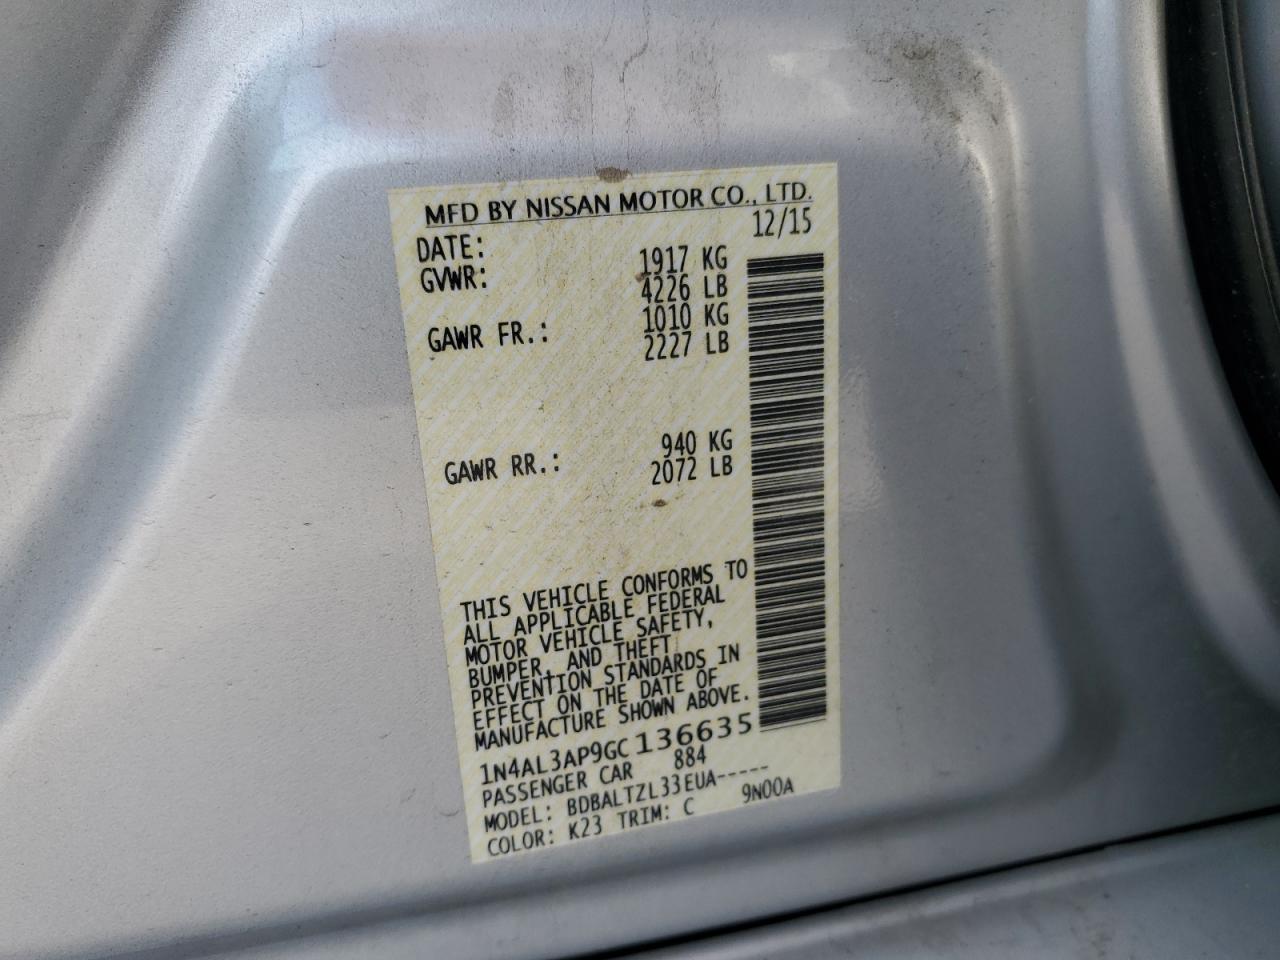 MFD BY NISSAN MOTOR CO., LTD.
DATE: 12/15
GVWR: 1917 KG
4226 LB
GAWR FR.: 1010 KG
2227 LB
GAWR RR.: 940 KG
2072 LB
THIS VEHICLE CONFORMS TO
ALL APPLICABLE FEDERAL
MOTOR VEHICLE SAFETY,
BUMPER, AND THEFT
PREVENTION STANDARDS IN
EFFECT ON THE DATE OF
MANUFACTURE SHOWN ABOVE.
1N4AL3AP9GC136635
PASSENGER CAR 884
MODEL: BDBALTZL33EUA-----
COLOR: K23 TRIM: C 9N00A